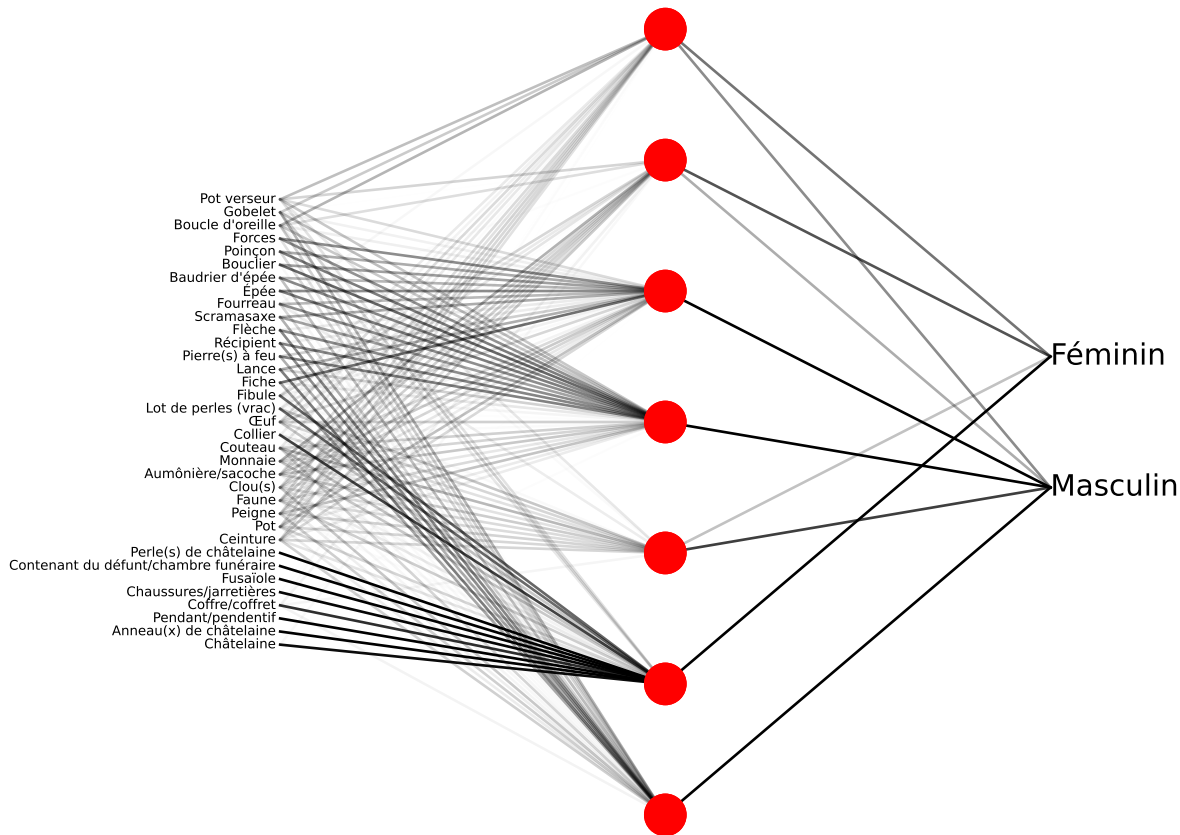 Pot verseur
Gobelet
Boucle d'oreille
Forces
Poinçon
Bouclier
Baudrier d'épée
Épée
Fourreau
Scramasaxe
Flèche
Récipient
Pierre(s) à feu
Lance
Fiche
Fibule
Lot de perles (vrac)
Œuf
Collier
Couteau
Monnaie
Aumônière/sacoche
Clou(s)
Faune
Peigne
Pot
Ceinture
Perle(s) de châtelaine
Contenant du défunt/chambre funéraire
Fusaïole
Chaussures/jarretières
Coffre/coffret
Pendant/pendentif
Anneau(x) de châtelaine
Châtelaine
Féminin
Masculin